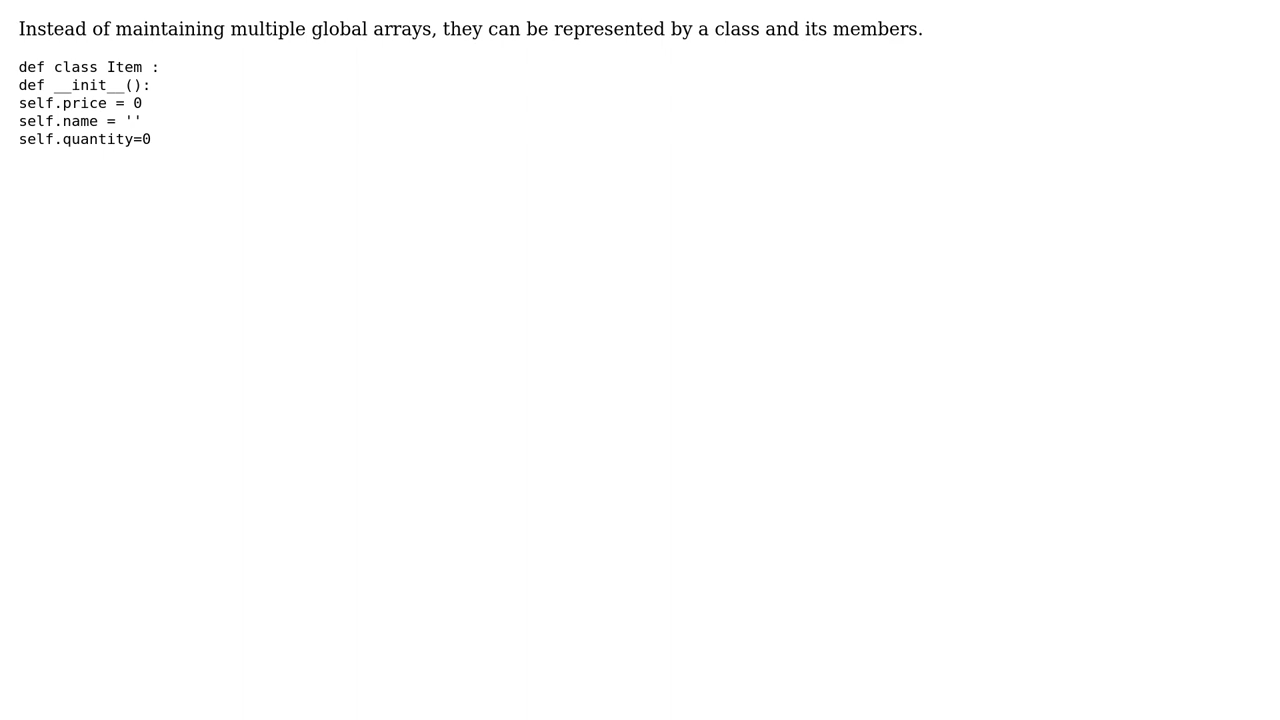 Instead of maintaining multiple global arrays, they can be represented by a class and its members.
def class Item :
def __init__():
self.price = 0
self.name = ''
self.quantity=0